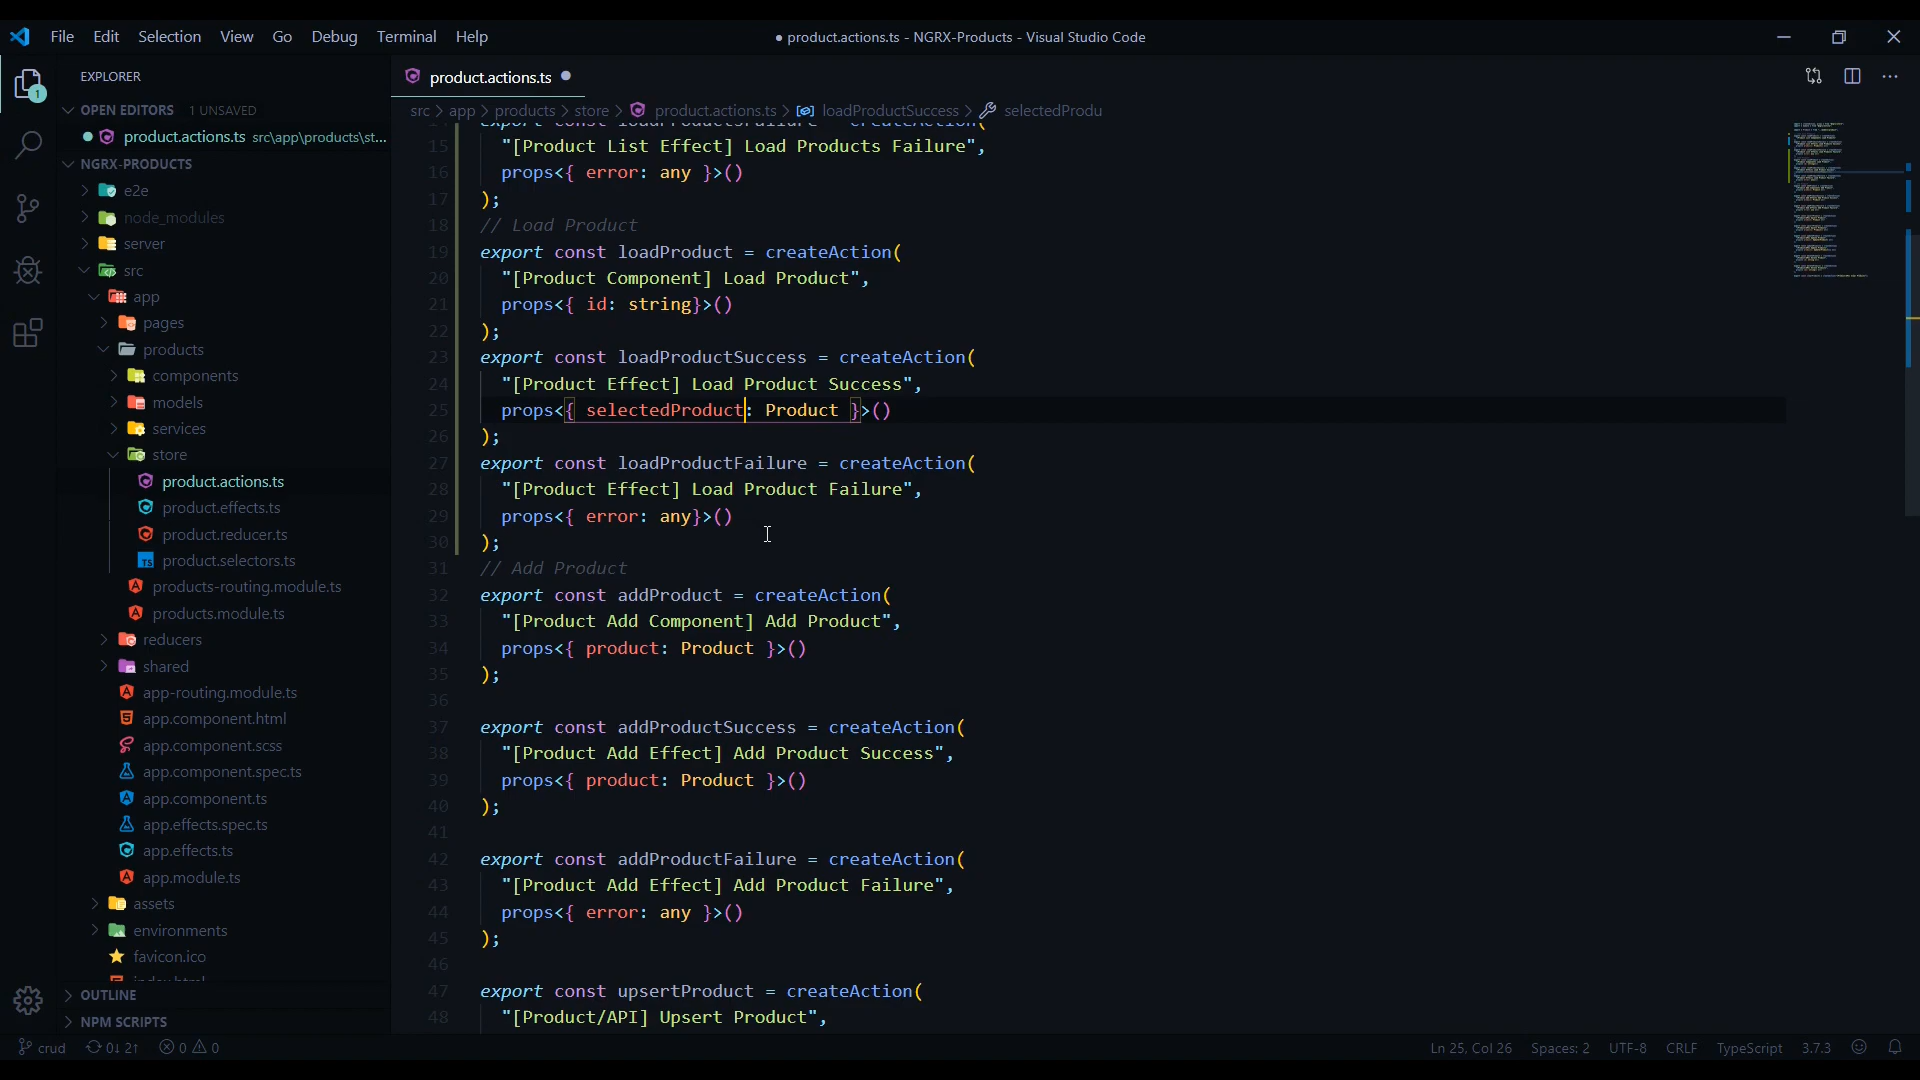 File Edit Selection View Go Debug Terminal Help
● product.actions.ts - NGRX-Products - Visual Studio Code
1
EXPLORER
OPEN EDITORS 1 UNSAVED
product.actions.ts src\app\products\st...
NGRX-PRODUCTS
e2e
node_modules
server
src
app
pages
products
components
models
services
store
product.actions.ts
product.effects.ts
product.reducer.ts
product.selectors.ts
products-routing.module.ts
products.module.ts
reducers
shared
app-routing.module.ts
app.component.html
app.component.scss
app.component.spec.ts
app.component.ts
app.effects.spec.ts
app.effects.ts
app.module.ts
assets
environments
favicon.ico
OUTLINE
NPM SCRIPTS
product.actions.ts
src > app > products > store > product.actions.ts > loadProductSuccess > selectedProdu
15 "[Product List Effect] Load Products Failure",
16 props<{ error: any }>()
17 );
18 // Load Product
19 export const loadProduct = createAction(
20 "[Product Component] Load Product",
21 props<{ id: string}>()
22 );
23 export const loadProductSuccess = createAction(
24 "[Product Effect] Load Product Success",
25 props<{ selectedProduct: Product }>()
26 );
27 export const loadProductFailure = createAction(
28 "[Product Effect] Load Product Failure",
29 props<{ error: any}>()
30 );
31 // Add Product
32 export const addProduct = createAction(
33 "[Product Add Component] Add Product",
34 props<{ product: Product }>()
35 );
36
37 export const addProductSuccess = createAction(
38 "[Product Add Effect] Add Product Success",
39 props<{ product: Product }>()
40 );
41
42 export const addProductFailure = createAction(
43 "[Product Add Effect] Add Product Failure",
44 props<{ error: any }>()
45 );
46
47 export const upsertProduct = createAction(
48 "[Product/API] Upsert Product",
crud 0↓ 2↑ 0 0
Ln 25, Col 26 Spaces: 2 UTF-8 CRLF TypeScript 3.7.3